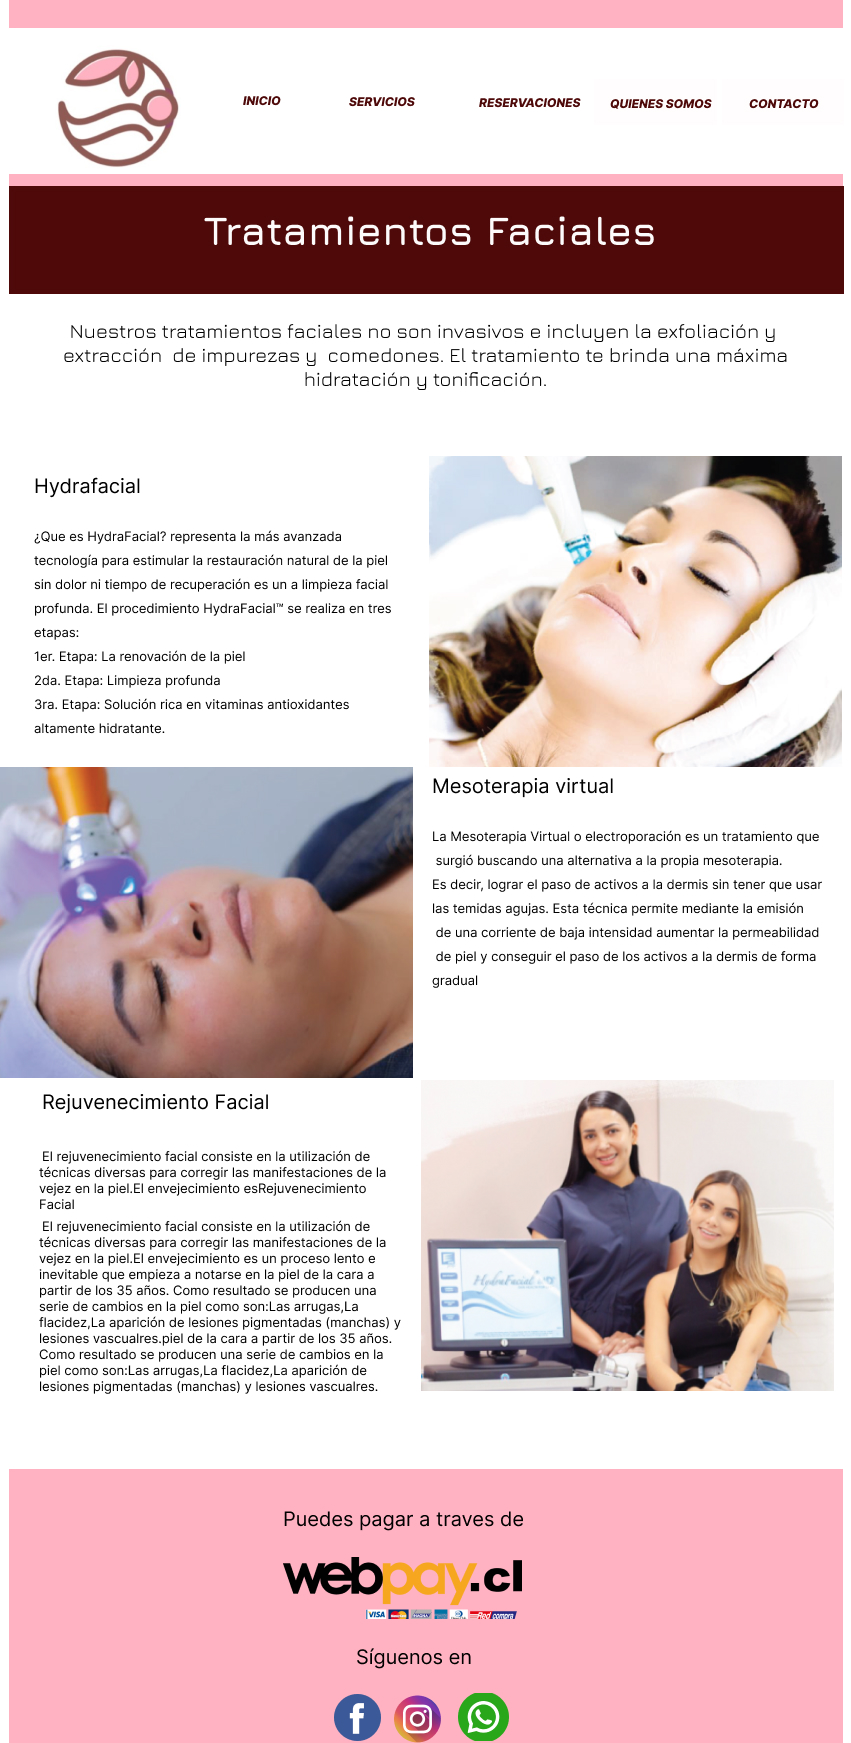 INICIO
SERVICIOS
RESERVACIONES
QUIENES SOMOS
CONTACTO
Tratamientos Faciales
Nuestros tratamientos faciales no son invasivos e incluyen la exfoliación y
extracción de impurezas y comedones. El tratamiento te brinda una máxima
hidratación y tonificación.
Hydrafacial
¿Que es HydraFacial? representa la más avanzada
tecnología para estimular la restauración natural de la piel
sin dolor ni tiempo de recuperación es un a limpieza facial
profunda. El procedimiento HydraFacial™ se realiza en tres
etapas:
1er. Etapa: La renovación de la piel
2da. Etapa: Limpieza profunda
3ra. Etapa: Solución rica en vitaminas antioxidantes
altamente hidratante.
Mesoterapia virtual
La Mesoterapia Virtual o electroporación es un tratamiento que
surgió buscando una alternativa a la propia mesoterapia.
Es decir, lograr el paso de activos a la dermis sin tener que usar
las temidas agujas. Esta técnica permite mediante la emisión
de una corriente de baja intensidad aumentar la permeabilidad
de piel y conseguir el paso de los activos a la dermis de forma
gradual
Rejuvenecimiento Facial
El rejuvenecimiento facial consiste en la utilización de
técnicas diversas para corregir las manifestaciones de la
vejez en la piel.El envejecimiento esRejuvenecimiento
Facial
El rejuvenecimiento facial consiste en la utilización de
técnicas diversas para corregir las manifestaciones de la
vejez en la piel.El envejecimiento es un proceso lento e
inevitable que empieza a notarse en la piel de la cara a
partir de los 35 años. Como resultado se producen una
serie de cambios en la piel como son:Las arrugas,La
flacidez,La aparición de lesiones pigmentadas (manchas) y
lesiones vascualres.piel de la cara a partir de los 35 años.
Como resultado se producen una serie de cambios en la
piel como son:Las arrugas,La flacidez,La aparición de
lesiones pigmentadas (manchas) y lesiones vascualres.
HydraFacial
Puedes pagar a traves de
webpay.cl
VISA
Red compra
Síguenos en